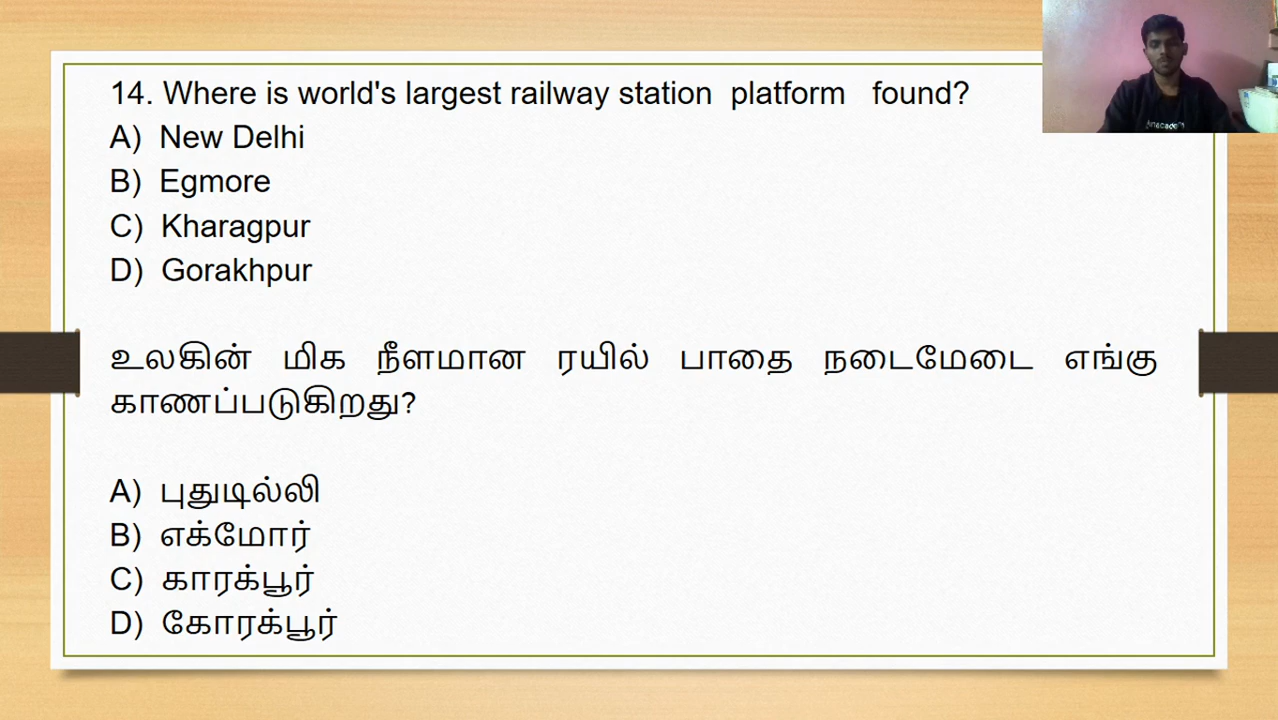 14. Where is world's largest railway station platform found?
A) New Delhi
B) Egmore
C) Kharagpur
D) Gorakhpur
உலகின் மிக நீளமான ரயில் பாதை நடைமேடை எங்கு
காணப்படுகிறது?
A) புதுடில்லி
B) எக்மோர்
C) காரக்பூர்
D) கோரக்பூர்